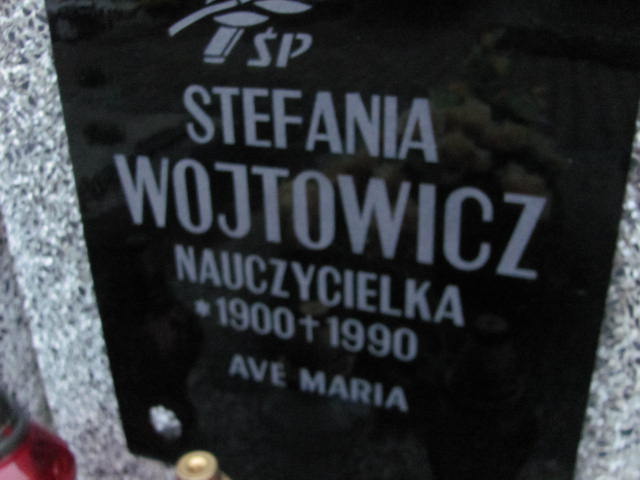 ŚP
STEFANIA
WOJTOWICZ
NAUCZYCIELKA
*1900†1990
AVE MARIA